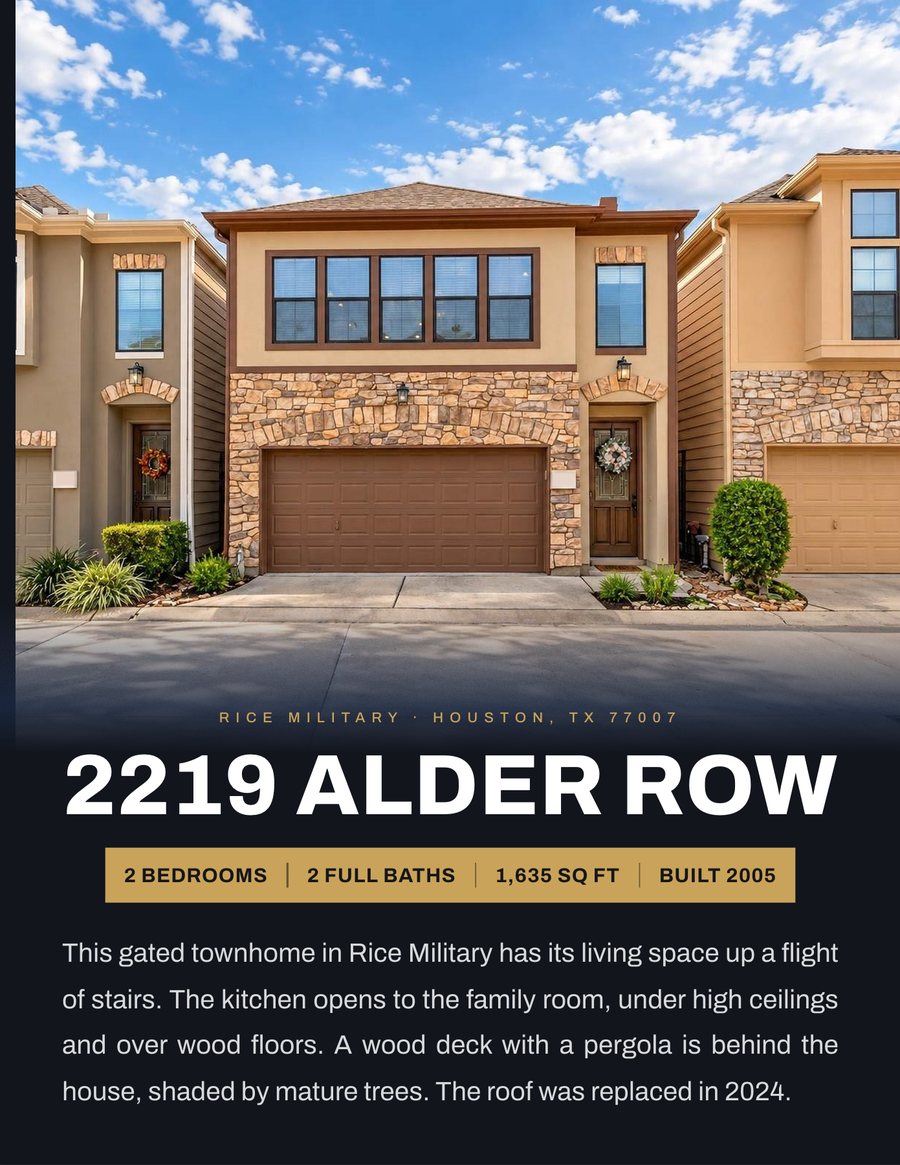 RICE MILITARY · HOUSTON, TX 77007
2219 ALDER ROW
2 BEDROOMS | 2 FULL BATHS | 1,635 SQ FT | BUILT 2005
This gated townhome in Rice Military has its living space up a flight
of stairs. The kitchen opens to the family room, under high ceilings
and over wood floors. A wood deck with a pergola is behind the
house, shaded by mature trees. The roof was replaced in 2024.